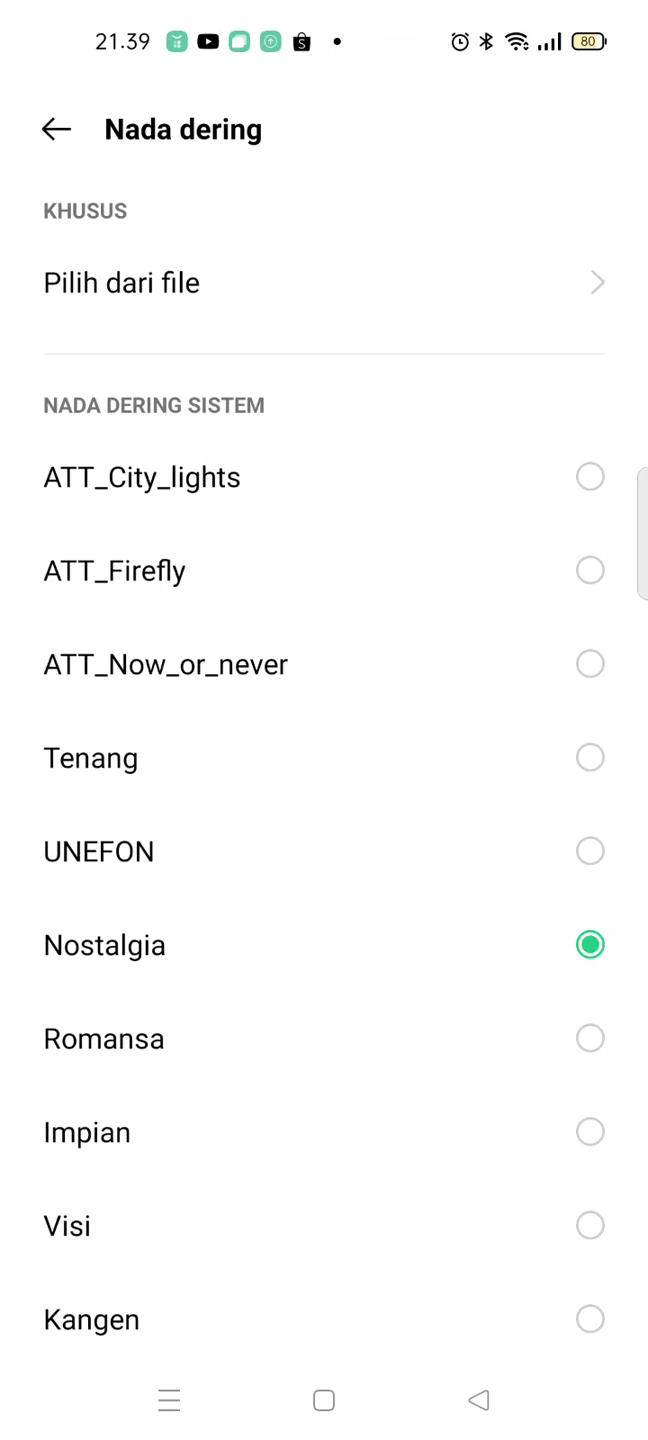 21.39
80
Nada dering
KHUSUS
Pilih dari file
NADA DERING SISTEM
ATT_City_lights
ATT_Firefly
ATT_Now_or_never
Tenang
UNEFON
Nostalgia
Romansa
Impian
Visi
Kangen